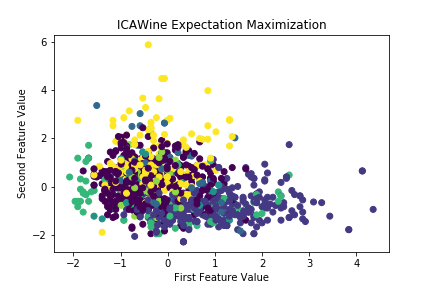 ICAWine Expectation Maximization
6
4
2
0
−2
Second Feature Value
−2 −1 0 1 2 3 4
First Feature Value